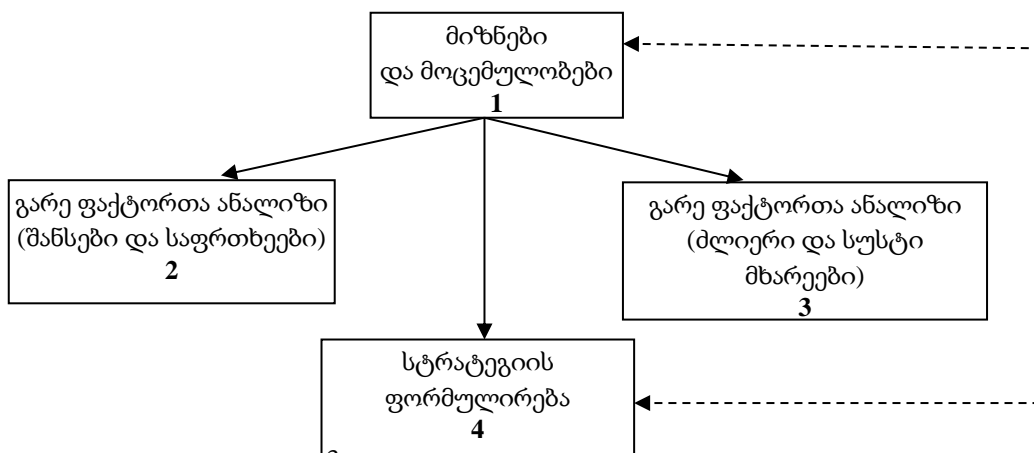 მიზნები
და მოცემულობები
1
გარე ფაქტორთა ანალიზი
(შანსები და საფრთხეები)
2
გარე ფაქტორთა ანალიზი
(ძლიერი და სუსტი
მხარეები)
3
სტრატეგიის
ფორმულირება
4